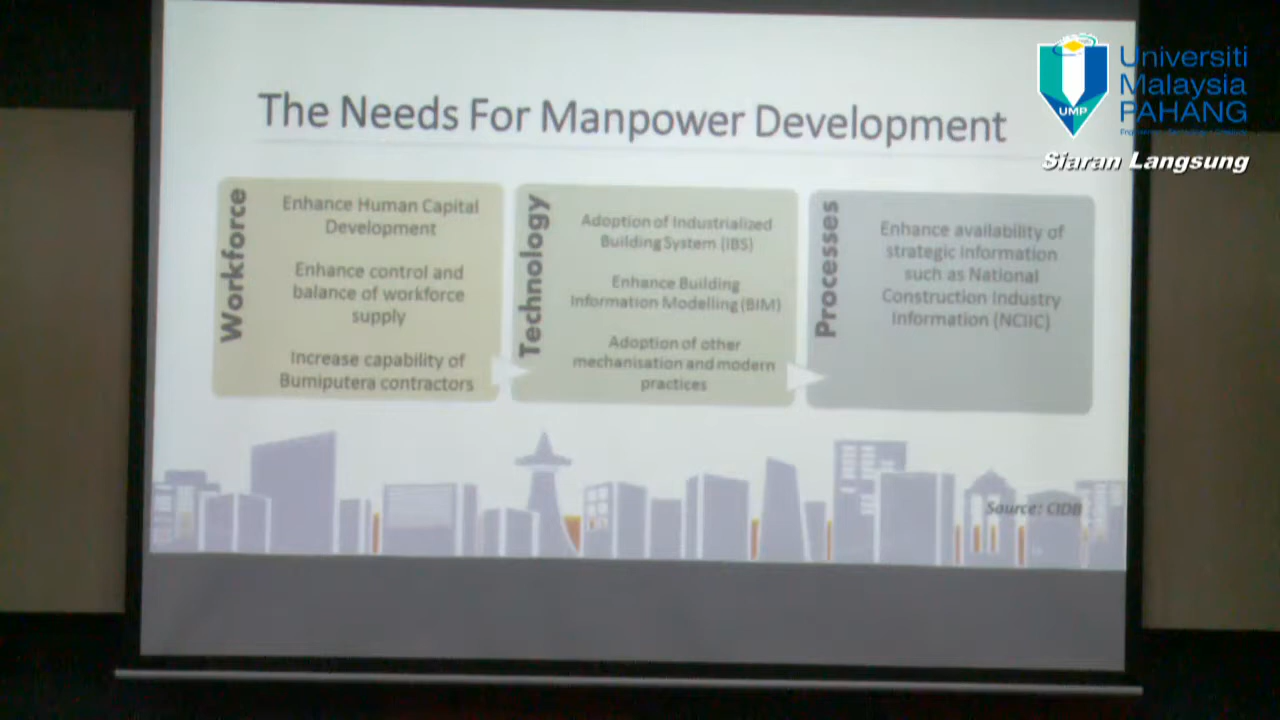 The Needs For Manpower Development
Workforce
Enhance Human Capital
Development
Enhance control and
balance of workforce
supply
Increase capability of
Bumiputera contractors
Technology
Adoption of Industrialized
Building System (IBS)
Enhance Building
Information Modelling (BIM)
Adoption of other
mechanisation and modern
practices
Processes
Enhance availability of
strategic information
such as National
Construction Industry
Information (NCIIC)
Source: CIDB
UMP
Universiti
Malaysia
PAHANG
Siaran Langsung